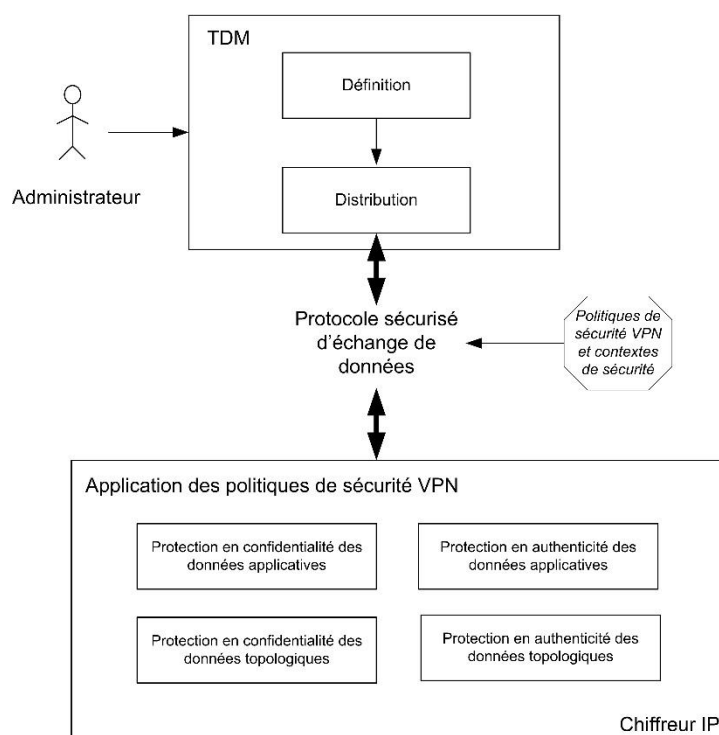 TDM
Définition
Administrateur
Distribution
Protocole sécurisé
d'échange de
données
Politiques de
sécurité VPN
et contextes
de sécurité
Application des politiques de sécurité VPN
Protection en confidentialité des
données applicatives
Protection en authenticité des
données applicatives
Protection en confidentialité des
données topologiques
Protection en authenticité des
données topologiques
Chiffreur IP